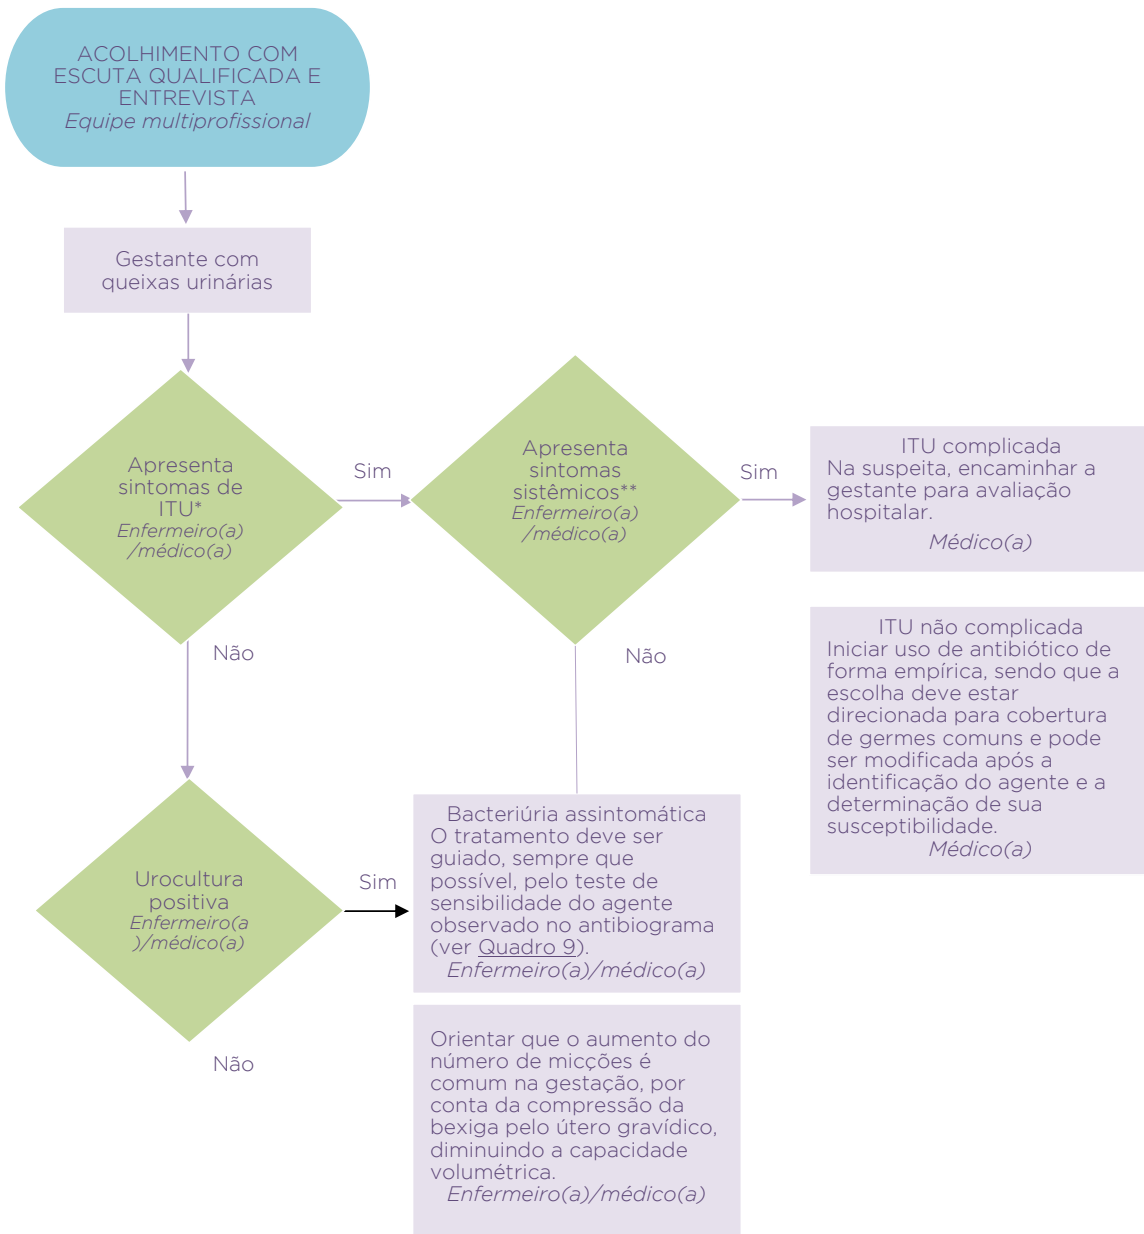 ACOLHIMENTO COM
ESCUTA QUALIFICADA E
ENTREVISTA
Equipe multiprofissional
Gestante com
queixas urinárias
Apresenta
sintomas de
ITU*
Enfermeiro(a)
/médico(a)
Sim
Apresenta
sintomas
sistêmicos**
Enfermeiro(a)
/médico(a)
Sim
ITU complicada
Na suspeita, encaminhar a
gestante para avaliação
hospitalar.
Médico(a)
Não
Não
ITU não complicada
Iniciar uso de antibiótico de
forma empírica, sendo que a
escolha deve estar
direcionada para cobertura
de germes comuns e pode
ser modificada após a
identificação do agente e a
determinação de sua
susceptibilidade.
Médico(a)
Urocultura
positiva
Enfermeiro(a
)/médico(a)
Sim
Bacteriúria assintomática
O tratamento deve ser
guiado, sempre que
possível, pelo teste de
sensibilidade do agente
observado no antibiograma
(ver Quadro 9).
Enfermeiro(a)/médico(a)
Não
Orientar que o aumento do
número de micções é
comum na gestação, por
conta da compressão da
bexiga pelo útero gravídico,
diminuindo a capacidade
volumétrica.
Enfermeiro(a)/médico(a)